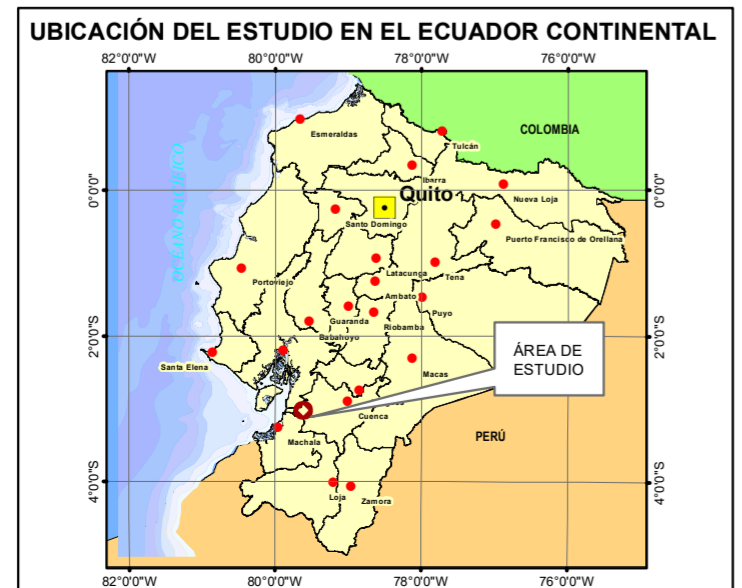 UBICACIÓN DEL ESTUDIO EN EL ECUADOR CONTINENTAL
82°0'0"W 80°0'0"W 78°0'0"W 76°0'0"W
COLOMBIA
Esmeraldas
Tulcán
Ibarra
OCÉANO PACIFICO
0°0'0"
Quito
Nueva Loja
0°0'0"
Santo Domingo
Puerto Francisco de Orellana
Latacunga
Tena
Portoviejo
Ambato
Puyo
Guaranda
Riobamba
Babahoyo
2°0'0"S
2°0'0"S
ÁREA DE
ESTUDIO
Santa Elena
Macas
Cuenca
Machala
PERÚ
4°0'0"S
4°0'0"S
Loja
Zamora
82°0'0"W 80°0'0"W 78°0'0"W 76°0'0"W